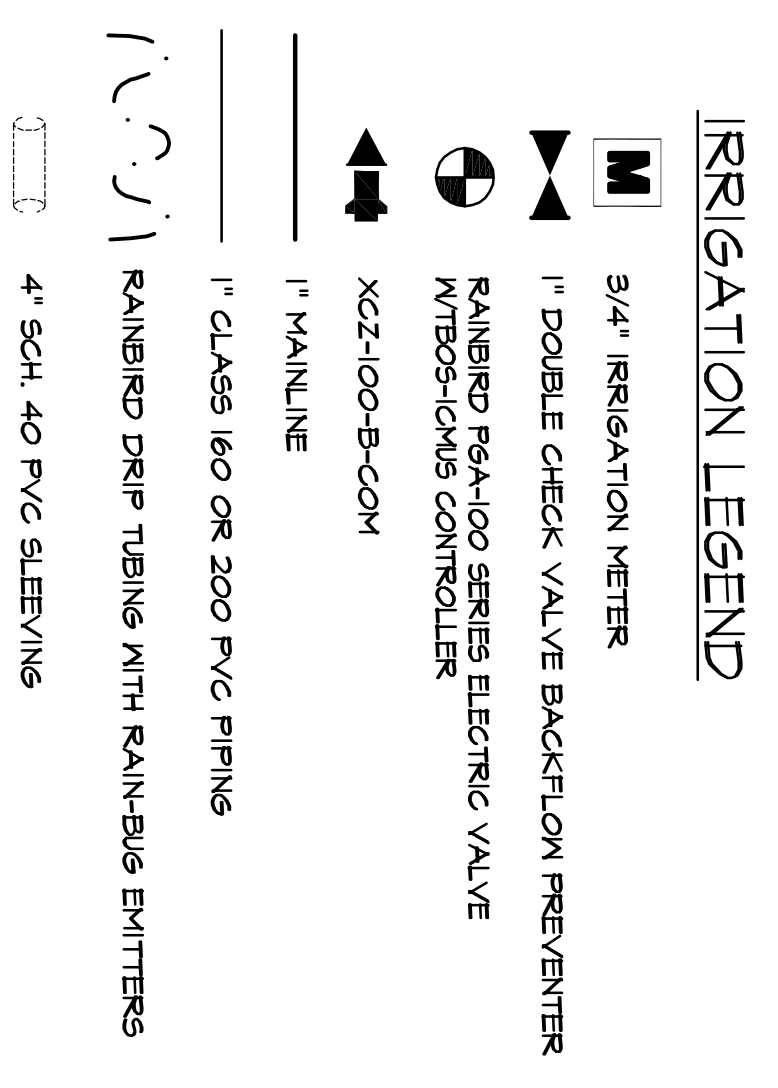 IRRIGATION LEGEND
M
3/4" IRRIGATION METER
1" DOUBLE CHECK VALVE BACKFLOW PREVENTER
RAINBIRD PGA-100 SERIES ELECTRIC VALVE
W/TBOS-1CMUS CONTROLLER
XCZ-100-B-COM
1" MAINLINE
1" CLASS 160 OR 200 PVC PIPING
RAINBIRD DRIP TUBING WITH RAIN-BUG EMITTERS
4" SCH. 40 PVC SLEEVING